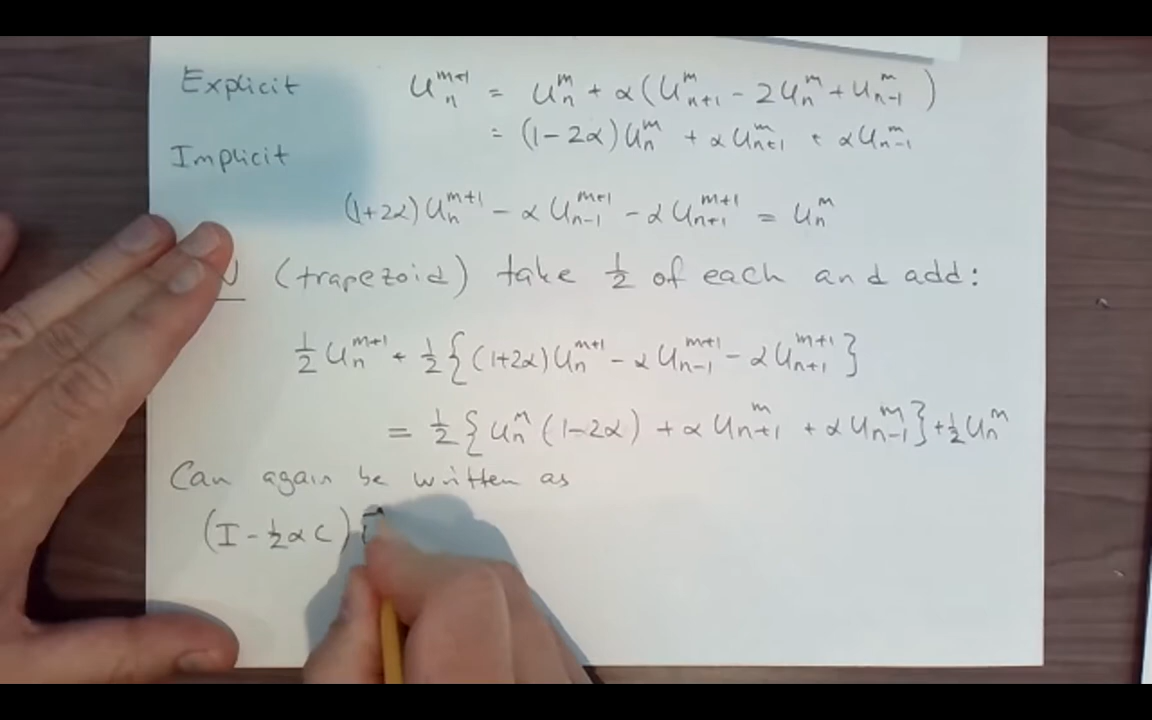 Explicit u_n^{m+1} = u_n^m + α(u_{n+1}^m - 2u_n^m + u_{n-1}^m)
= (1-2α)u_n^m + αu_{n+1}^m + αu_{n-1}^m
Implicit
(1+2α)u_n^{m+1} - αu_{n-1}^{m+1} - αu_{n+1}^{m+1} = u_n^m
(trapezoid) take ½ of each and add:
½u_n^{m+1} + ½{(1+2α)u_n^{m+1} - αu_{n-1}^{m+1} - αu_{n+1}^{m+1}}
= ½{u_n^m(1-2α) + αu_{n+1}^m + αu_{n-1}^m} + ½u_n^m
Can again be written as
(I - ½αC)